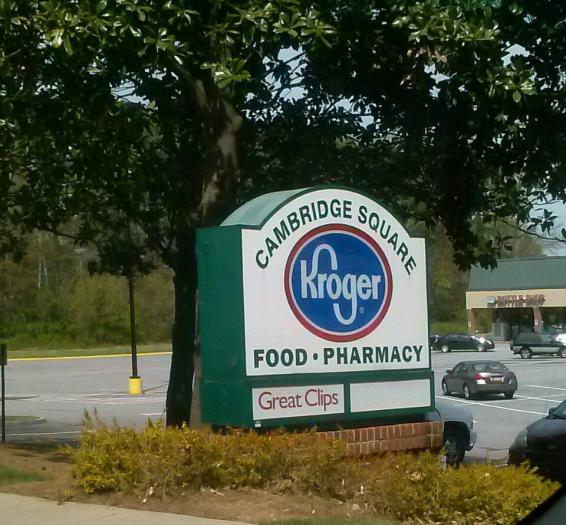 CAMBRIDGE SQUARE
Kroger
FOOD · PHARMACY
Great Clips